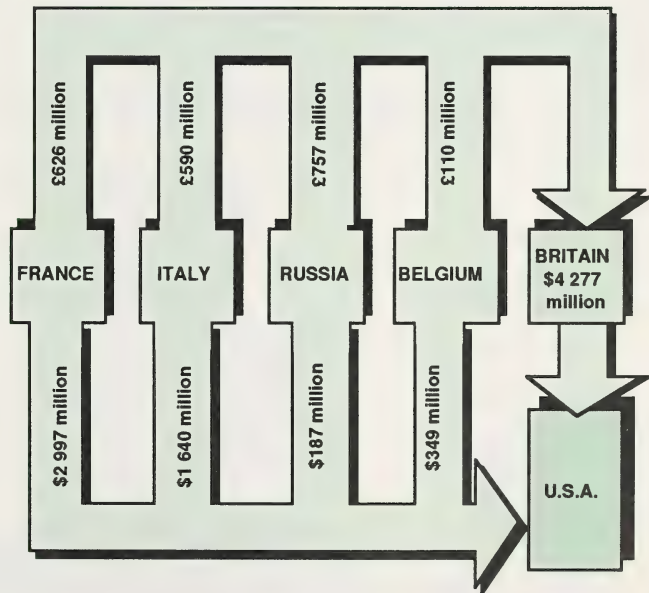 £626 million
£590 million
£757 million
£110 million
FRANCE
ITALY
RUSSIA
BELGIUM
BRITAIN
$4 277
million
$2 997 million
$1 640 million
$187 million
$349 million
U.S.A.